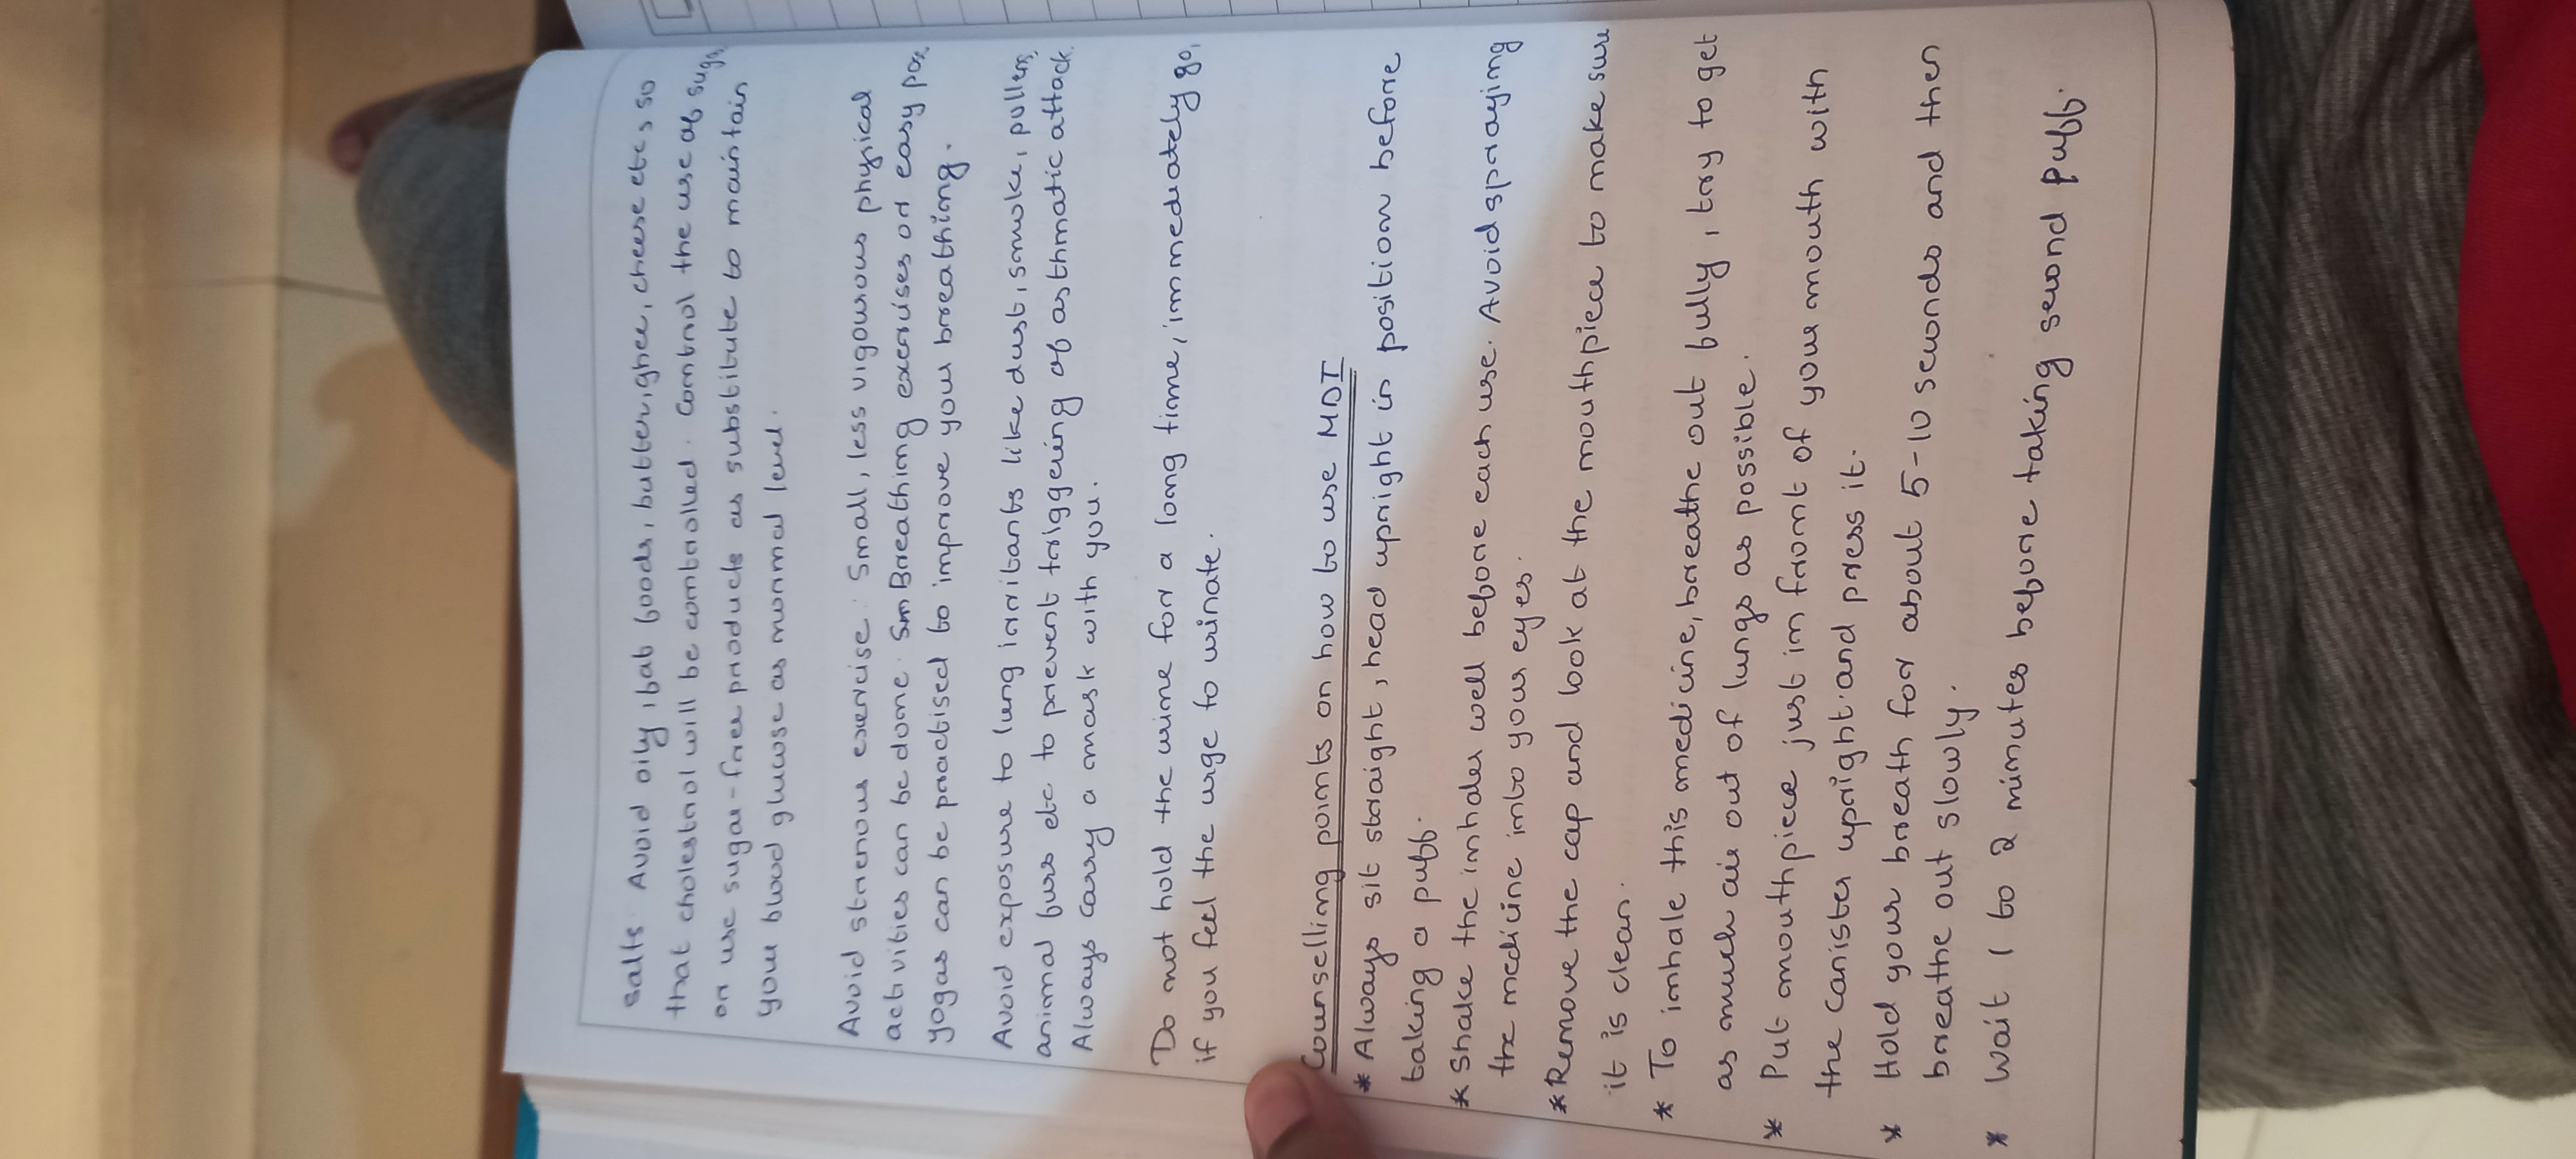 salts Avoid oily, fat foods, butter, ghee, cheese etc, so
that cholestrol will be controlled. Control the use of suga
or use sugar-free products as substitute to maintain
your blood glucose as normal level.
Avoid strenous exercise. Small, less vigourous physical
activities can be done. Sm Breathing exercises or easy pose
yogas can be practised to improve your breathing.
Avoid exposure to lung irritants like dust, smoke, pollens,
animal furs etc to prevent triggering of asthmatic attack.
Always carry a mask with you.
Do not hold the urine for a long time, immediately go,
if you feel the urge to urinate.
Counselling points on how to use MDI
* Always sit straight, head upright in position before
taking a puff.
* Shake the inhaler well before each use. Avoid spraying
the medicine into your eyes.
* Remove the cap and look at the mouthpiece to make sure
it is clean.
* To inhale this medicine, breathe out fully, try to get
as much air out of lungs as possible.
* Put mouthpiece just in front of your mouth with
the canister upright and press it.
* Hold your breath for about 5-10 seconds and then
breathe out slowly.
* Wait 1 to 2 minutes before taking second puff.